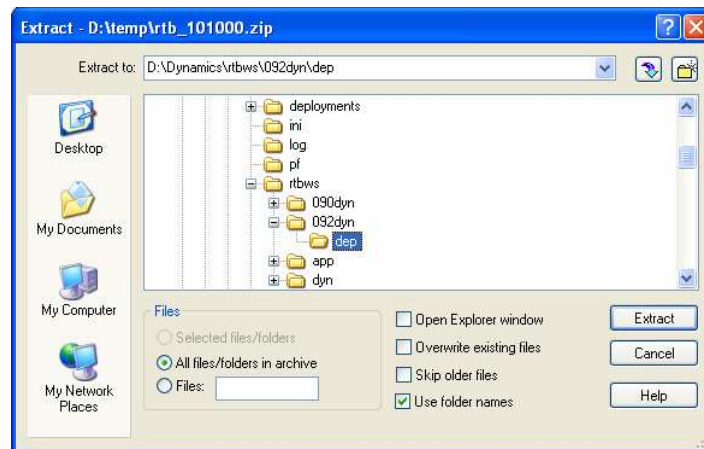 Extract - D:\temp\rtb_101000.zip
Extract to:
D:\Dynamics\rtbws\092dyn\dep
Desktop
My Documents
My Computer
My Network
Places
deployments
ini
log
pf
rtbws
090dyn
092dyn
dep
app
dyn
Files
Selected files/folders
All files/folders in archive
Files:
Open Explorer window
Overwrite existing files
Skip older files
Use folder names
Extract
Cancel
Help